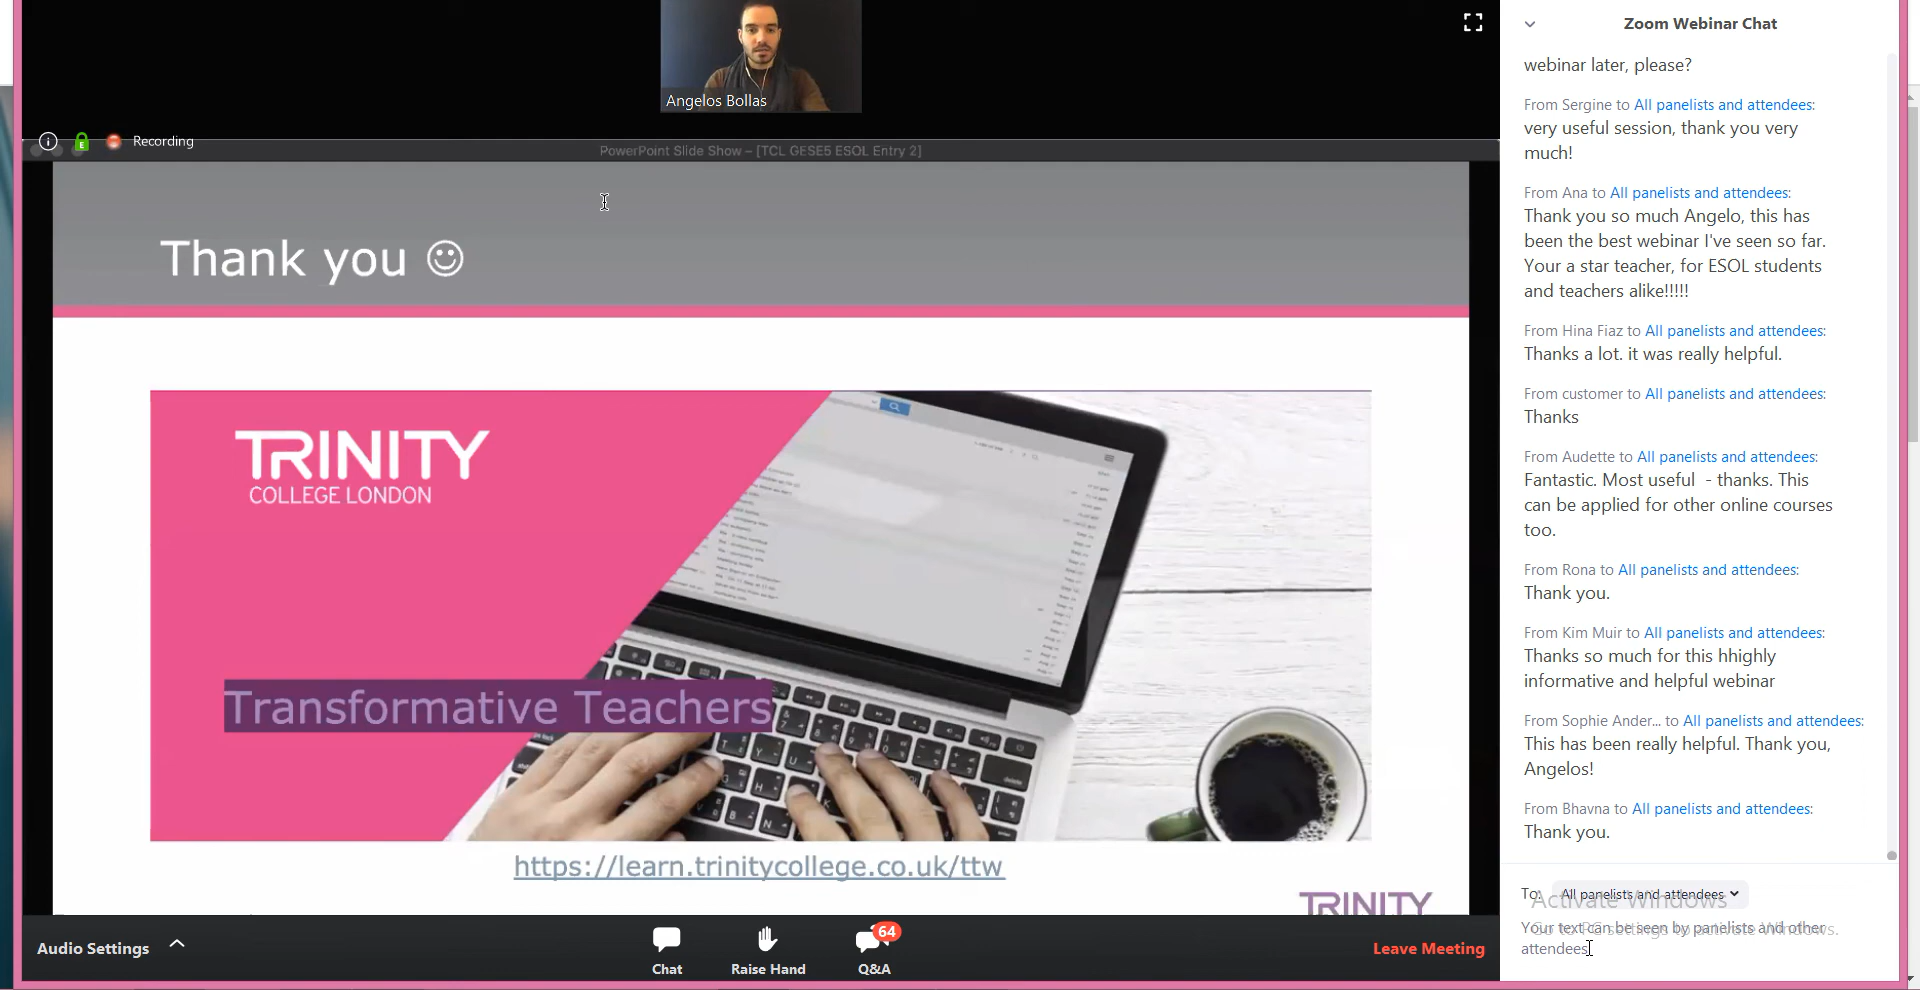 Angelos Bollas
Recording
PowerPoint Slide Show – [TCL GESE5 ESOL Entry 2]
Thank you ☺
TRINITY
COLLEGE LONDON
Transformative Teachers
https://learn.trinitycollege.co.uk/ttw
TRINITY
Audio Settings
Chat
Raise Hand
64
Q&A
Leave Meeting
Zoom Webinar Chat
webinar later, please?
From Sergine to All panelists and attendees:
very useful session, thank you very
much!
From Ana to All panelists and attendees:
Thank you so much Angelo, this has
been the best webinar I've seen so far.
Your a star teacher, for ESOL students
and teachers alike!!!!!
From Hina Fiaz to All panelists and attendees:
Thanks a lot. it was really helpful.
From customer to All panelists and attendees:
Thanks
From Audette to All panelists and attendees:
Fantastic. Most useful  - thanks. This
can be applied for other online courses
too.
From Rona to All panelists and attendees:
Thank you.
From Kim Muir to All panelists and attendees:
Thanks so much for this hhighly
informative and helpful webinar
From Sophie Ander... to All panelists and attendees:
This has been really helpful. Thank you,
Angelos!
From Bhavna to All panelists and attendees:
Thank you.
To: All panelists and attendees
Activate Windows
Your text can be seen by panelists and other
attendees
Go to PC settings to activate Windows.